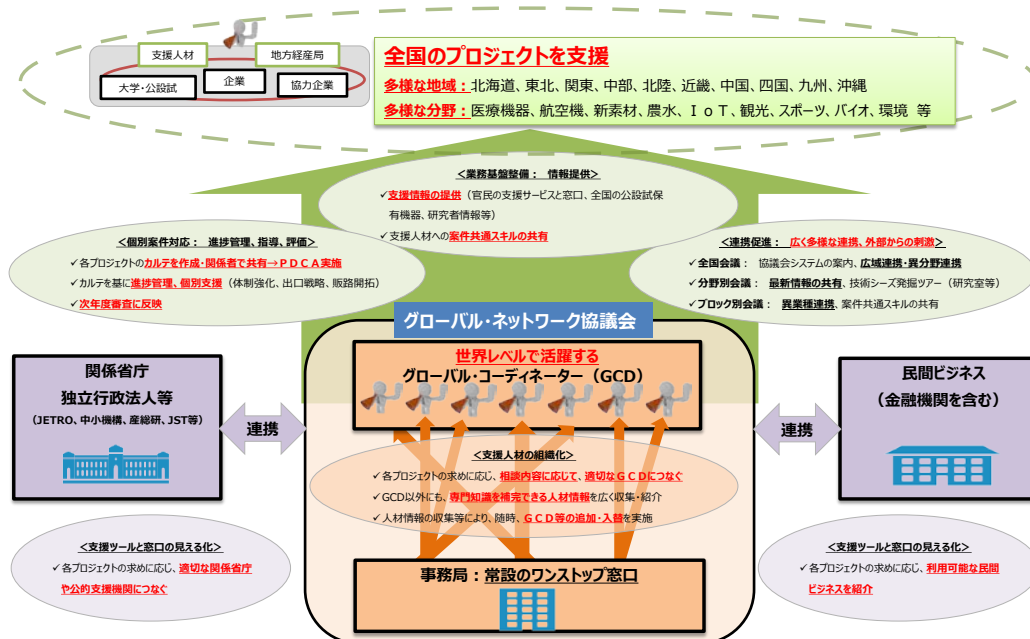 支援人材
地方経産局
大学・公設試
企業
協力企業
全国のプロジェクトを支援
多様な地域：北海道、東北、関東、中部、北陸、近畿、中国、四国、九州、沖縄
多様な分野：医療機器、航空機、新素材、農水、ＩｏＴ、観光、スポーツ、バイオ、環境 等
＜業務基盤整備： 情報提供＞
✓支援情報の提供（官民の支援サービスと窓口、全国の公設試保
有機器、研究者情報等）
✓支援人材への案件共通スキルの共有
＜個別案件対応： 進捗管理、指導、評価＞
✓各プロジェクトのカルテを作成・関係者で共有→ＰＤＣＡ実施
✓カルテを基に進捗管理、個別支援（体制強化、出口戦略、販路開拓）
✓次年度審査に反映
＜連携促進： 広く多様な連携、外部からの刺激＞
✓全国会議： 協議会システムの案内、広域連携・異分野連携
✓分野別会議： 最新情報の共有、技術シーズ発掘ツアー（研究室等）
✓ブロック別会議： 異業種連携、案件共通スキルの共有
グローバル・ネットワーク協議会
世界レベルで活躍する
グローバル・コーディネーター（GCD）
関係省庁
独立行政法人等
（JETRO、中小機構、産総研、JST等）
連携
連携
民間ビジネス
（金融機関を含む）
＜支援人材の組織化＞
✓各プロジェクトの求めに応じ、相談内容に応じて、適切なＧＣＤにつなぐ
✓GCD以外にも、専門知識を補完できる人材情報を広く収集・紹介
✓人材情報の収集等により、随時、ＧＣＤ等の追加・入替を実施
＜支援ツールと窓口の見える化＞
✓各プロジェクトの求めに応じ、適切な関係省庁
や公的支援機関につなぐ
事務局：常設のワンストップ窓口
＜支援ツールと窓口の見える化＞
✓各プロジェクトの求めに応じ、利用可能な民間
ビジネスを紹介